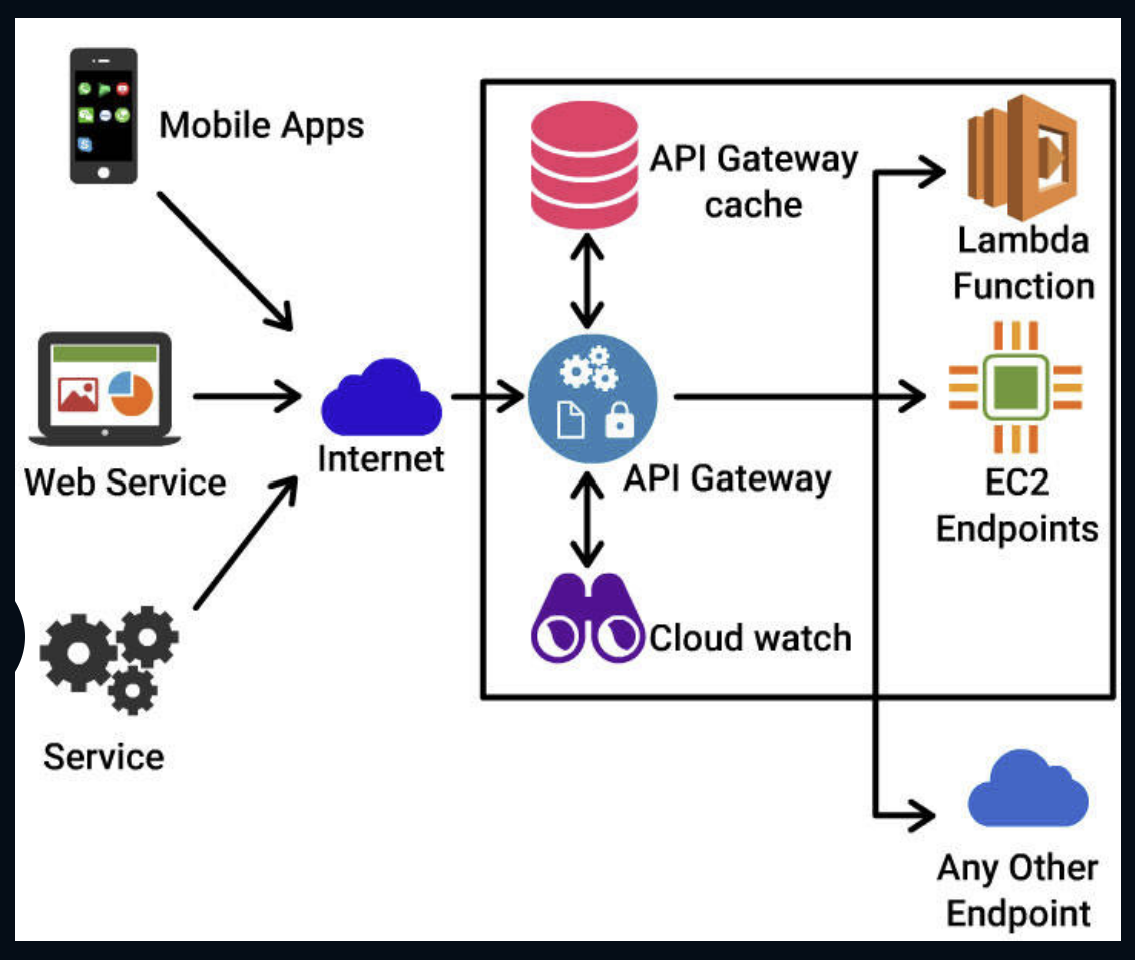 Mobile Apps
Web Service
Service
Internet
API Gateway
cache
API Gateway
Cloud watch
Lambda
Function
EC2
Endpoints
Any Other
Endpoint